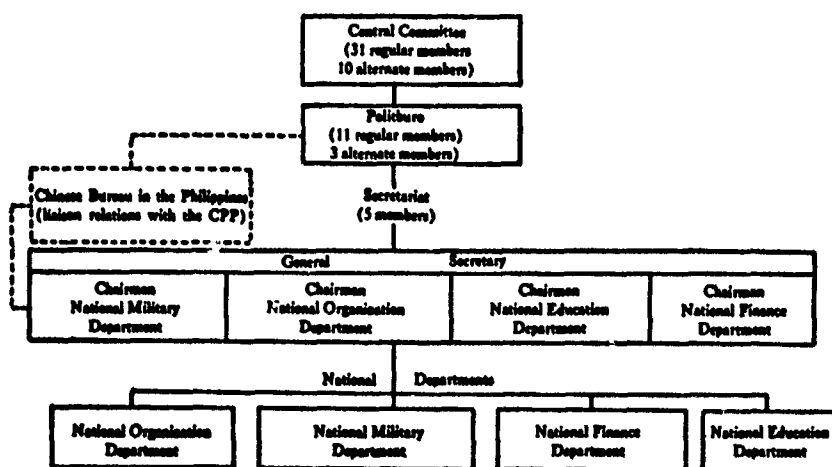 Central Committee
(31 regular members
10 alternate members)
Politburo
(11 regular members)
3 alternate members)
Chinese Bureau in the Philippines
(liaison relations with the CPP)
Secretariat
(5 members)
General Secretary
Chairman
National Military
Department
Chairman
National Organisation
Department
Chairman
National Education
Department
Chairman
National Finance
Department
National Departments
National Organisation
Department
National Military
Department
National Finance
Department
National Education
Department